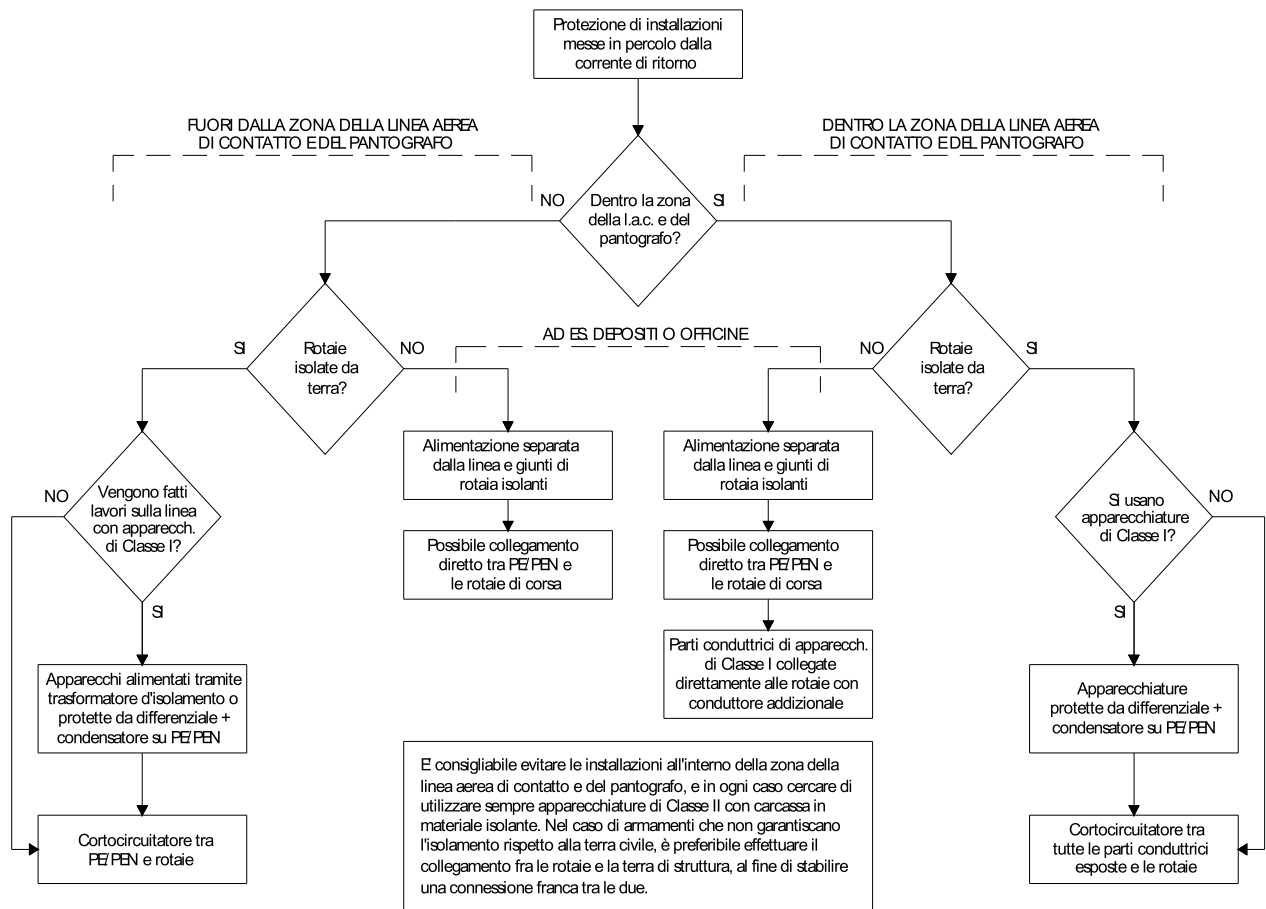 Protezione di installazioni
messe in percolo dalla
corrente di ritorno
FUORI DALLA ZONA DELLA LINEA AEREA
DI CONTATTO E DEL PANTOGRAFO
DENTRO LA ZONA DELLA LINEA AEREA
DI CONTATTO E DEL PANTOGRAFO
NO
Dentro la zona
della l.a.c. e del
pantografo?
SI
AD ES. DEPOSITI O OFFICINE
SI
Rotaie
isolate da
terra?
NO
NO
Rotaie
isolate da
terra?
SI
Alimentazione separata
dalla linea e giunti di
rotaia isolanti
Alimentazione separata
dalla linea e giunti di
rotaia isolanti
NO
Vengono fatti
lavori sulla linea
con apparecch.
di Classe I?
SI
Possibile collegamento
diretto tra PE/PEN e
le rotaie di corsa
Possibile collegamento
diretto tra PE/PEN e
le rotaie di corsa
Si usano
apparecchiature
di Classe I?
NO
SI
Apparecchi alimentati tramite
trasformatore d'isolamento o
protette da differenziale +
condensatore su PE/PEN
Parti conduttrici di apparecch.
di Classe I collegate
direttamente alle rotaie con
conduttore addizionale
Apparecchiature
protette da differenziale +
condensatore su PE/PEN
Cortocircuitatore tra
PE/PEN e rotaie
E' consigliabile evitare le installazioni all'interno della zona della
linea aerea di contatto e del pantografo, e in ogni caso cercare di
utilizzare sempre apparecchiature di Classe II con carcassa in
materiale isolante. Nel caso di armamenti che non garantiscano
l'isolamento rispetto alla terra civile, è preferibile effettuare il
collegamento fra le rotaie e la terra di struttura, al fine di stabilire
una connessione franca tra le due.
Cortocircuitatore tra
tutte le parti conduttrici
esposte e le rotaie